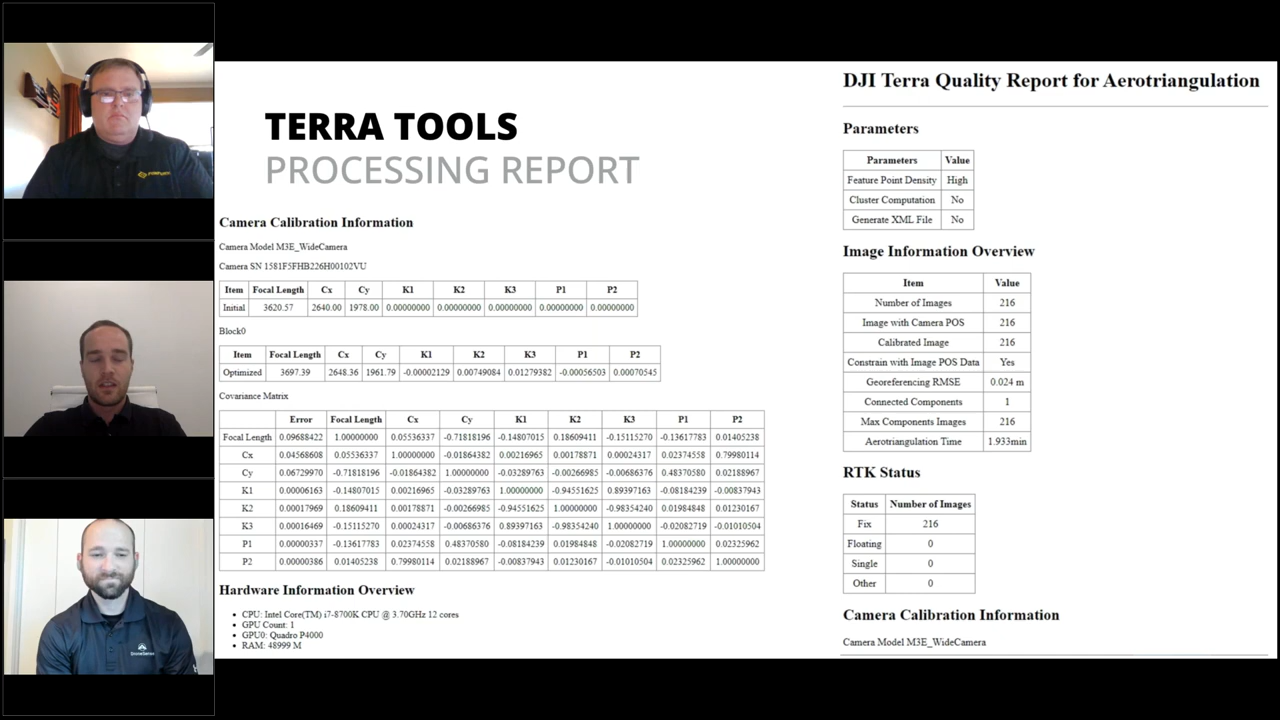 TERRA TOOLS
PROCESSING REPORT
Camera Calibration Information
Camera Model M3E_WideCamera
Camera SN 1581F5FHB226H00102VU
Item Focal Length Cx Cy K1 K2 K3 P1 P2
Initial 3620.57 2640.00 1978.00 0.00000000 0.00000000 0.00000000 0.00000000 0.00000000
Block0
Item Focal Length Cx Cy K1 K2 K3 P1 P2
Optimized 3697.39 2648.36 1961.79 -0.00002129 0.00749084 0.01279382 -0.00056503 0.00070545
Covariance Matrix
Error Focal Length Cx Cy K1 K2 K3 P1 P2
Focal Length 0.09688422 1.00000000 0.05536337 -0.71818196 -0.14807015 0.18609411 -0.15115270 -0.13617783 0.01405238
Cx 0.04568608 0.05536337 1.00000000 -0.01864382 0.00216965 0.00178871 0.00024317 0.02374558 0.79980114
Cy 0.06729970 -0.71818196 -0.01864382 1.00000000 -0.03289763 -0.00266985 -0.00686376 0.48370580 0.02188967
K1 0.00006163 -0.14807015 0.00216965 -0.03289763 1.00000000 -0.94551625 0.89397163 -0.08184239 -0.00837943
K2 0.00017969 0.18609411 0.00178871 -0.00266985 -0.94551625 1.00000000 -0.98354240 0.01984848 0.01230167
K3 0.00016469 -0.15115270 0.00024317 -0.00686376 0.89397163 -0.98354240 1.00000000 -0.02082719 -0.01010504
P1 0.00000337 -0.13617783 0.02374558 0.48370580 -0.08184239 0.01984848 -0.02082719 1.00000000 0.02325962
P2 0.00000386 0.01405238 0.79980114 0.02188967 -0.00837943 0.01230167 -0.01010504 0.02325962 1.00000000
Hardware Information Overview
CPU: Intel Core(TM) i7-8700K CPU @ 3.70GHz 12 cores
GPU Count: 1
GPU0: Quadro P4000
RAM: 48999 M
DJI Terra Quality Report for Aerotriangulation
Parameters
Parameters Value
Feature Point Density High
Cluster Computation No
Generate XML File No
Image Information Overview
Item Value
Number of Images 216
Image with Camera POS 216
Calibrated Image 216
Constrain with Image POS Data Yes
Georeferencing RMSE 0.024 m
Connected Components 1
Max Components Images 216
Aerotriangulation Time 1.933min
RTK Status
Status Number of Images
Fix 216
Floating 0
Single 0
Other 0
Camera Calibration Information
Camera Model M3E_WideCamera